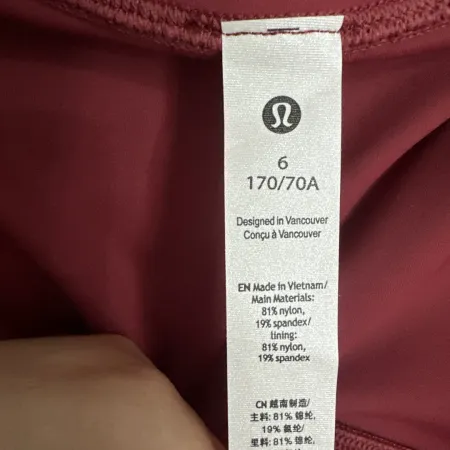 6
170/70A
Designed in Vancouver
Conçu à Vancouver
EN Made in Vietnam/
Main Materials:
81% nylon,
19% spandex/
lining:
81% nylon,
19% spandex
CN 越南制造/
主料: 81% 锦纶,
19% 氨纶/
里料: 81% 锦纶,